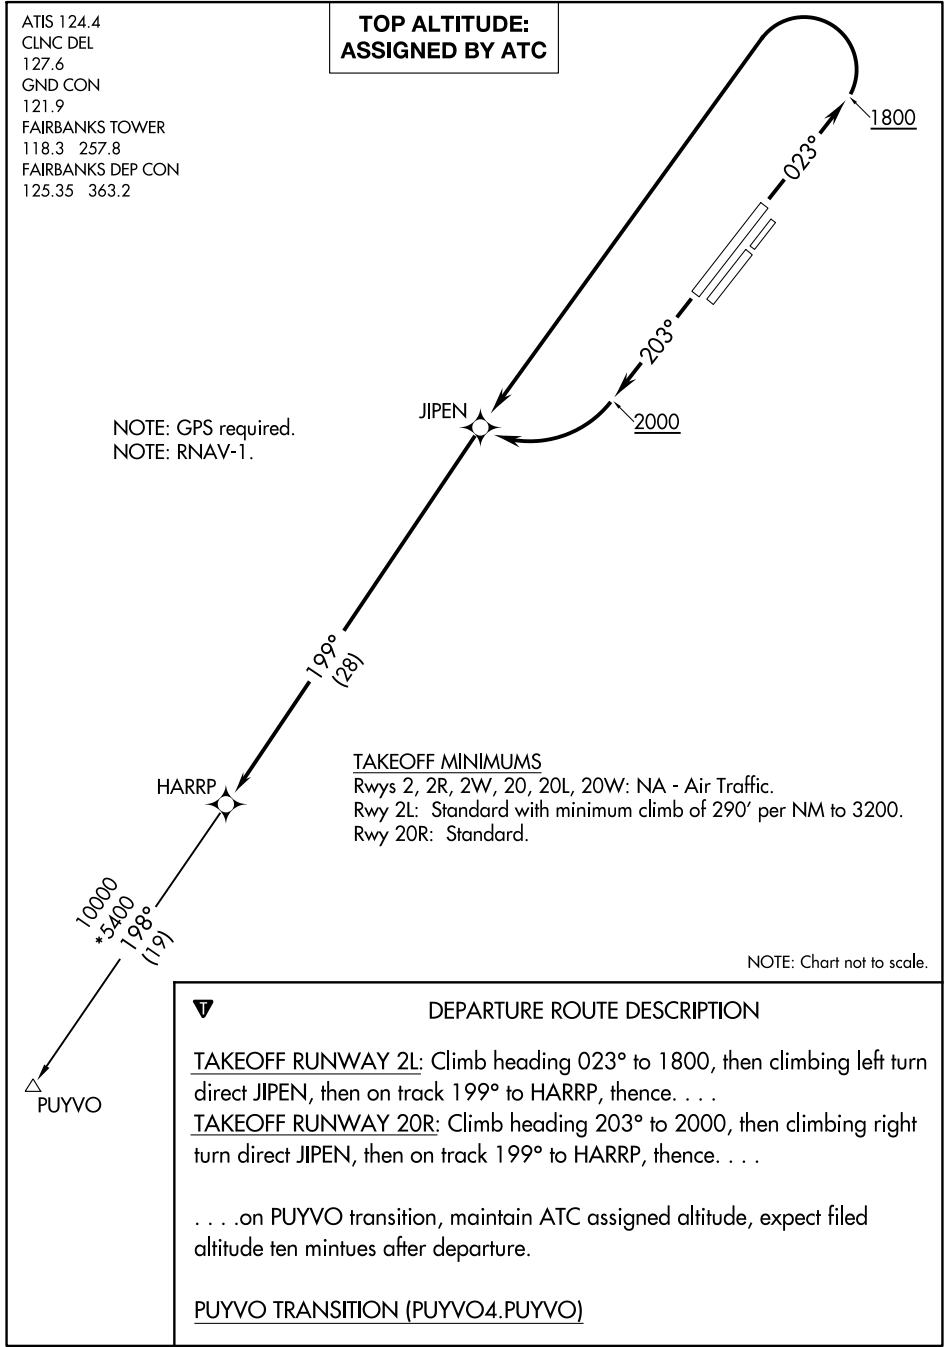 ATIS 124.4
CLNC DEL
127.6
GND CON
121.9
FAIRBANKS TOWER
118.3 257.8
FAIRBANKS DEP CON
125.35 363.2
TOP ALTITUDE:
ASSIGNED BY ATC
1800
023°
203°
2000
JIPEN
NOTE: GPS required.
NOTE: RNAV-1.
199°
(28)
HARRP
TAKEOFF MINIMUMS
Rwys 2, 2R, 2W, 20, 20L, 20W: NA - Air Traffic.
Rwy 2L: Standard with minimum climb of 290' per NM to 3200.
Rwy 20R: Standard.
10000
*5400
198°
(19)
NOTE: Chart not to scale.
PUYVO
T
DEPARTURE ROUTE DESCRIPTION
TAKEOFF RUNWAY 2L: Climb heading 023° to 1800, then climbing left turn
direct JIPEN, then on track 199° to HARRP, thence. . . .
TAKEOFF RUNWAY 20R: Climb heading 203° to 2000, then climbing right
turn direct JIPEN, then on track 199° to HARRP, thence. . . .
. . . .on PUYVO transition, maintain ATC assigned altitude, expect filed
altitude ten mintues after departure.
PUYVO TRANSITION (PUYVO4.PUYVO)